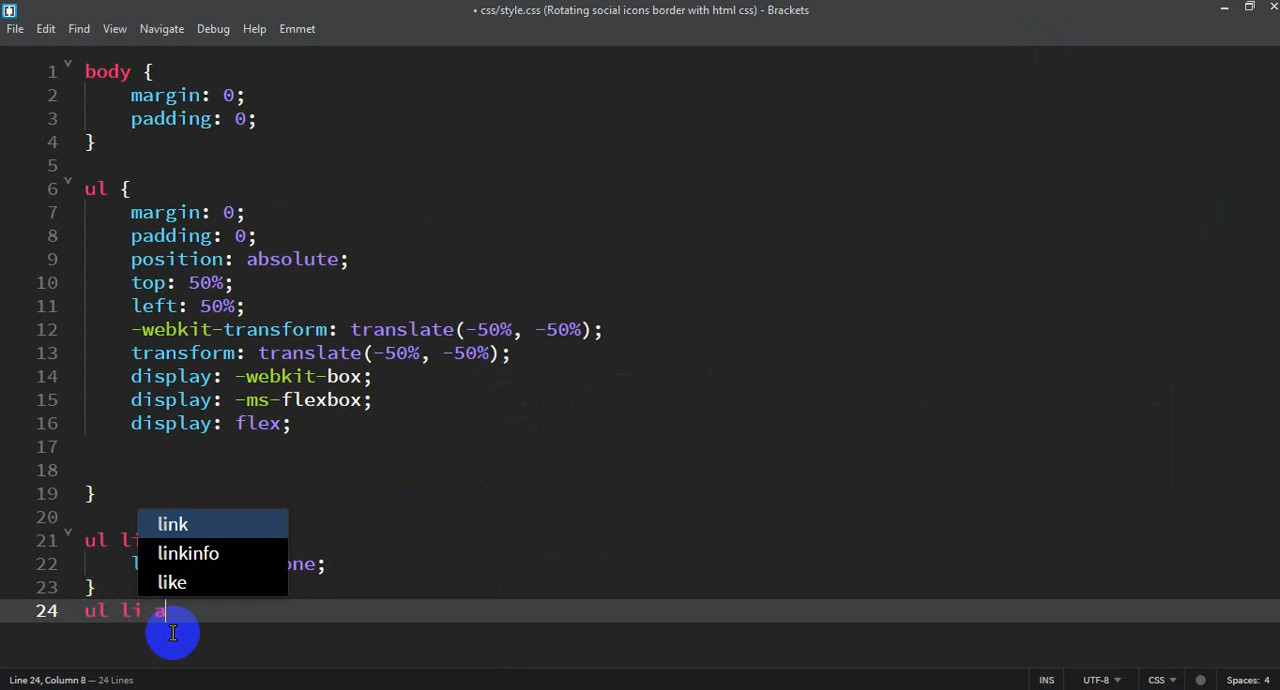 • css/style.css (Rotating social icons border with html css) - Brackets
File Edit Find View Navigate Debug Help Emmet
1 body {
2 margin: 0;
3 padding: 0;
4 }
5
6 ul {
7 margin: 0;
8 padding: 0;
9 position: absolute;
10 top: 50%;
11 left: 50%;
12 -webkit-transform: translate(-50%, -50%);
13 transform: translate(-50%, -50%);
14 display: -webkit-box;
15 display: -ms-flexbox;
16 display: flex;
17
18
19 }
20
21 ul li
22 one;
23 }
24 ul li a
link
linkinfo
like
Line 24, Column 8 — 24 Lines
INS UTF-8 CSS Spaces: 4